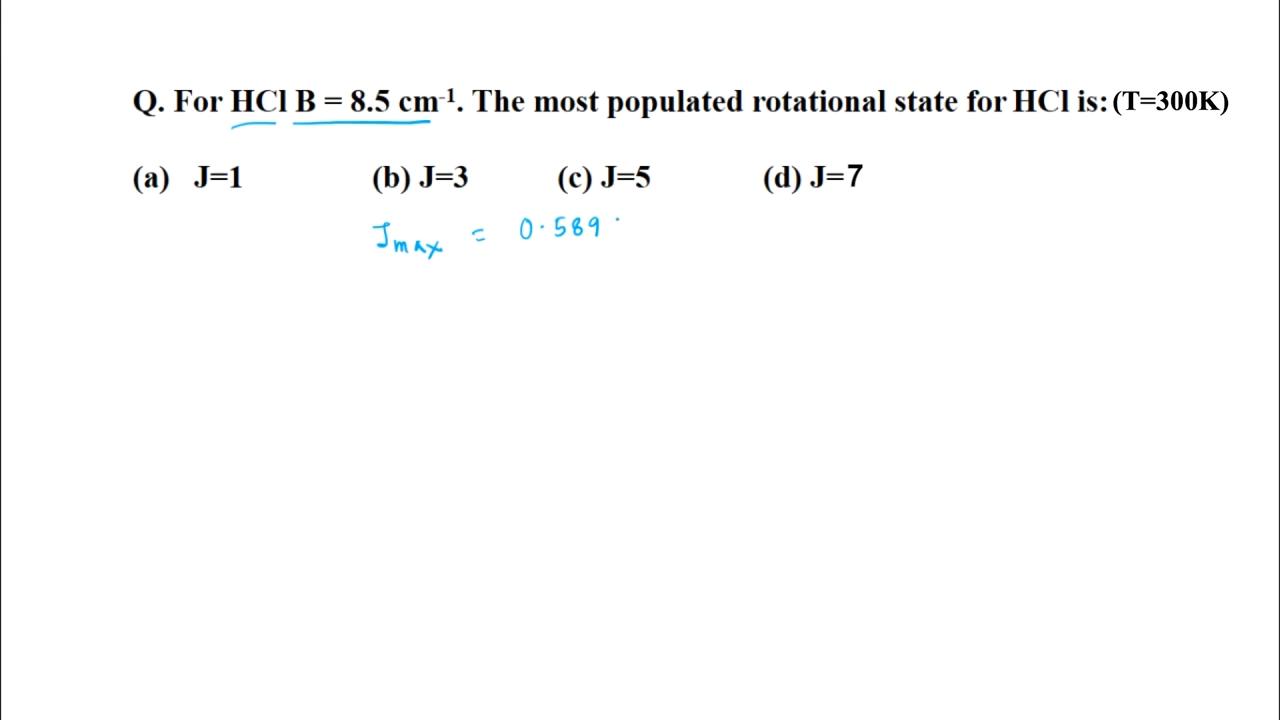 Q. For HCl B = 8.5 cm⁻¹. The most populated rotational state for HCl is: (T=300K)
(a) J=1 (b) J=3 (c) J=5 (d) J=7
Jmax = 0.589